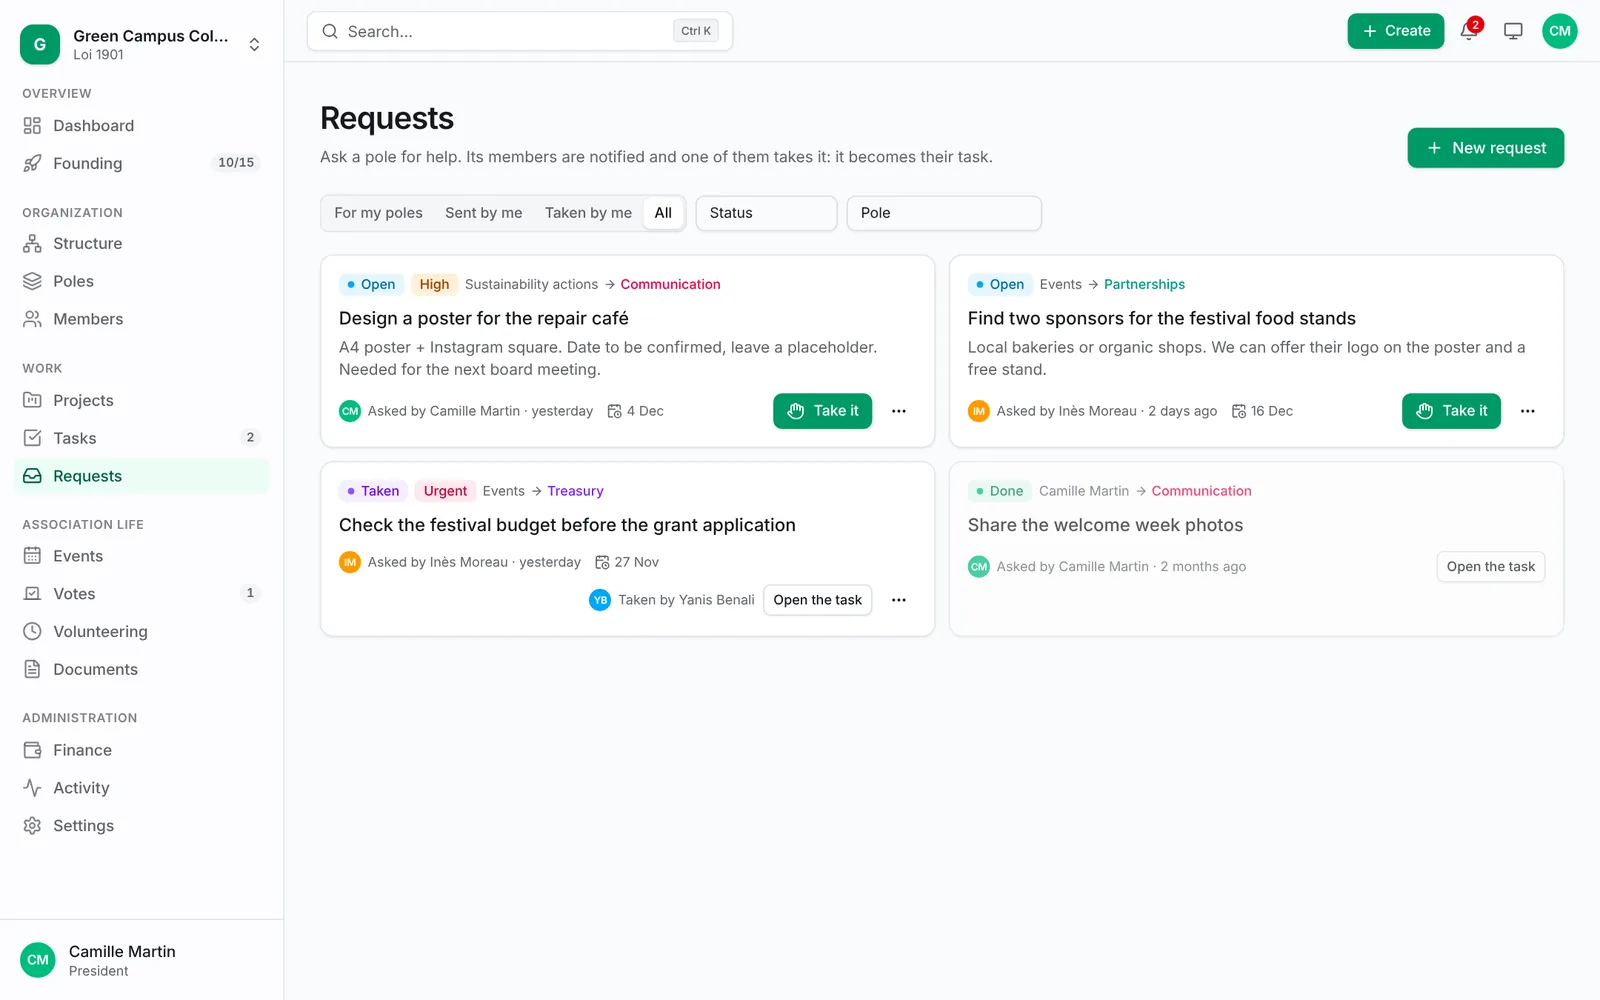 G
Green Campus Col...
Loi 1901
Search...
Ctrl K
Create
2
CM
OVERVIEW
Dashboard
Founding
10/15
ORGANIZATION
Structure
Poles
Members
WORK
Projects
Tasks
2
Requests
ASSOCIATION LIFE
Events
Votes
1
Volunteering
Documents
ADMINISTRATION
Finance
Activity
Settings
CM
Camille Martin
President
Requests
Ask a pole for help. Its members are notified and one of them takes it: it becomes their task.
New request
For my poles
Sent by me
Taken by me
All
Status
Pole
Open
High
Sustainability actions → Communication
Design a poster for the repair café
A4 poster + Instagram square. Date to be confirmed, leave a placeholder.
Needed for the next board meeting.
CM
Asked by Camille Martin · yesterday
4 Dec
Take it
Open
Events → Partnerships
Find two sponsors for the festival food stands
Local bakeries or organic shops. We can offer their logo on the poster and a
free stand.
IM
Asked by Inès Moreau · 2 days ago
16 Dec
Take it
Taken
Urgent
Events → Treasury
Check the festival budget before the grant application
IM
Asked by Inès Moreau · yesterday
27 Nov
YB
Taken by Yanis Benali
Open the task
Done
Camille Martin → Communication
Share the welcome week photos
CM
Asked by Camille Martin · 2 months ago
Open the task